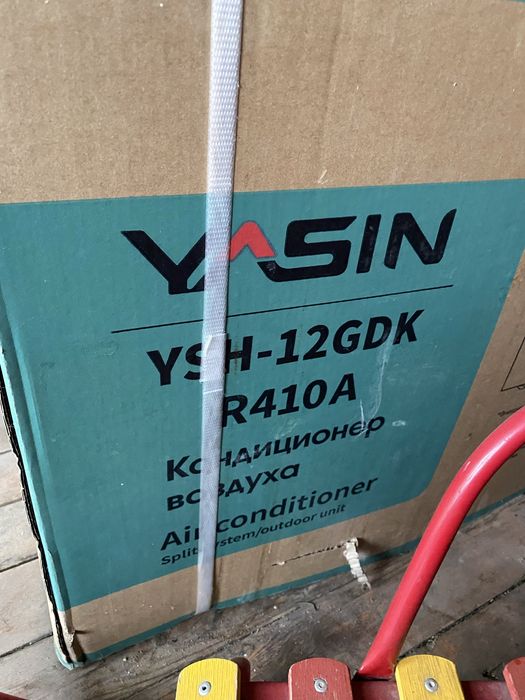 YASIN
YSH-12GDK
R410A
Кондиционер
воздуха
Air conditioner
Split system/outdoor unit